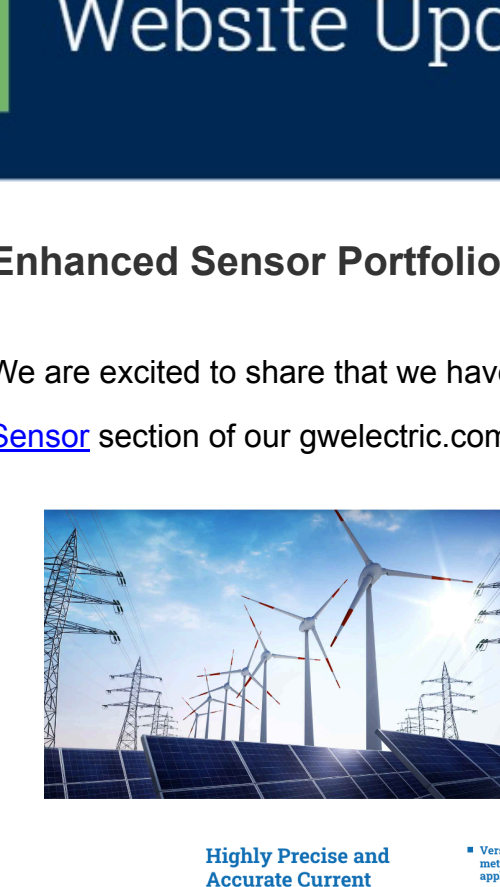 Website Upd
Enhanced Sensor Portfolio
We are excited to share that we have
Sensor section of our gwelectric.com
Highly Precise and
Accurate Current